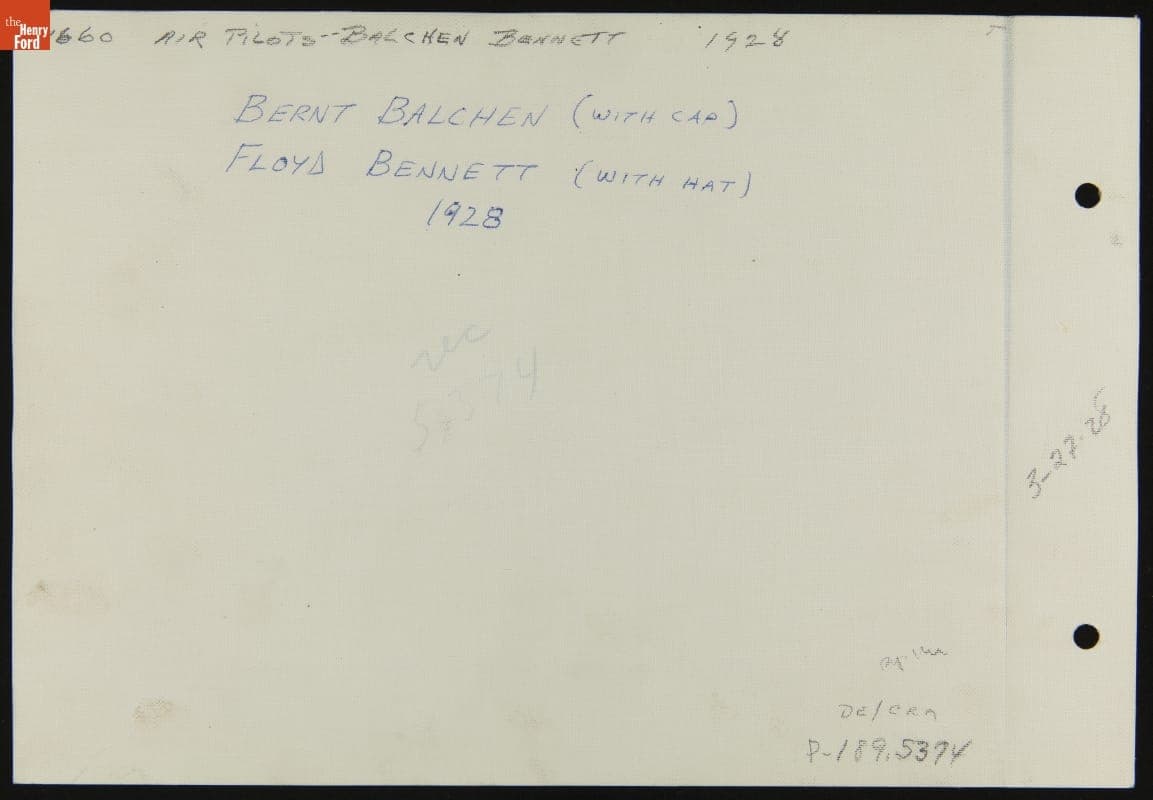 the
Henry
Ford
660 AIR PILOTS--BALCHEN BENNETT 1928
BERNT BALCHEN (WITH CAP)
FLOYD BENNETT (WITH HAT)
1928
rec
5374
3-27-28
DE/CRA
P-189.5374